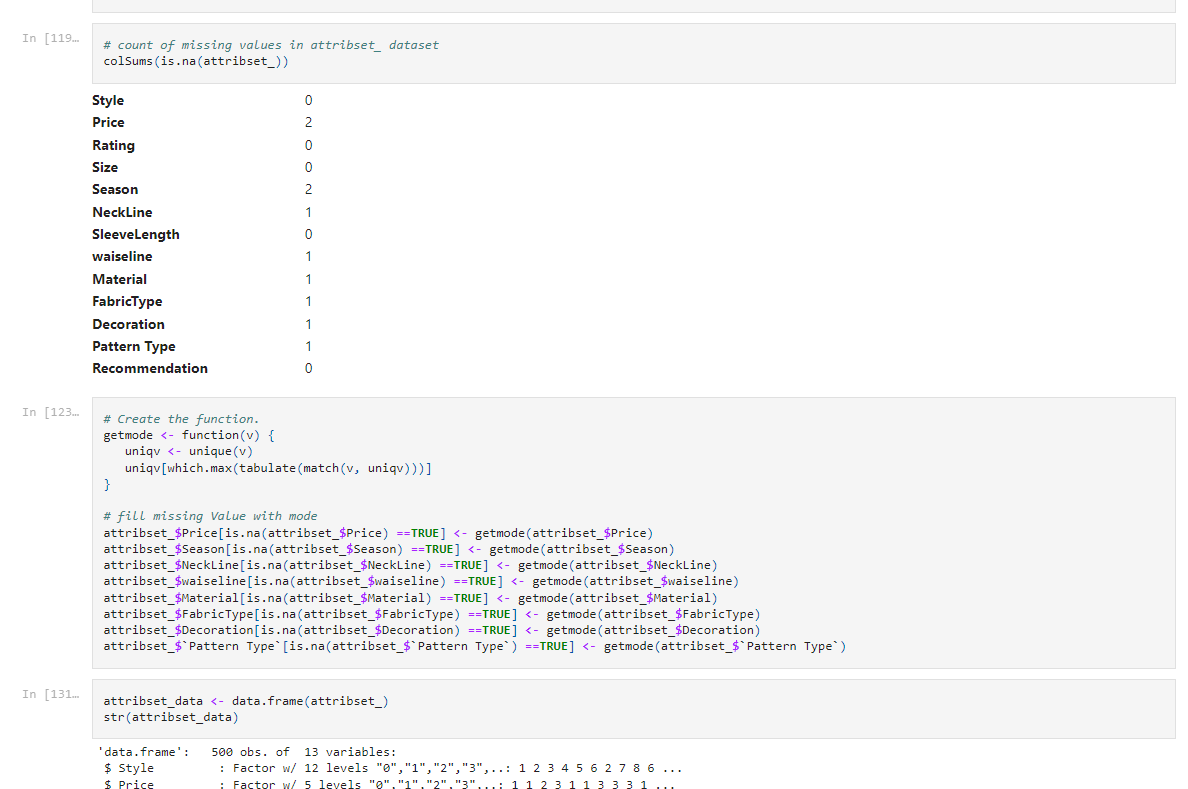 In [119…
# count of missing values in attribset_ dataset
colSums(is.na(attribset_))
Style 0
Price 2
Rating 0
Size 0
Season 2
NeckLine 1
SleeveLength 0
waiseline 1
Material 1
FabricType 1
Decoration 1
Pattern Type 1
Recommendation 0
In [123…
# Create the function.
getmode <- function(v) {
   uniqv <- unique(v)
   uniqv[which.max(tabulate(match(v, uniqv)))]
}
# fill missing Value with mode
attribset_$Price[is.na(attribset_$Price) ==TRUE] <- getmode(attribset_$Price)
attribset_$Season[is.na(attribset_$Season) ==TRUE] <- getmode(attribset_$Season)
attribset_$NeckLine[is.na(attribset_$NeckLine) ==TRUE] <- getmode(attribset_$NeckLine)
attribset_$waiseline[is.na(attribset_$waiseline) ==TRUE] <- getmode(attribset_$waiseline)
attribset_$Material[is.na(attribset_$Material) ==TRUE] <- getmode(attribset_$Material)
attribset_$FabricType[is.na(attribset_$FabricType) ==TRUE] <- getmode(attribset_$FabricType)
attribset_$Decoration[is.na(attribset_$Decoration) ==TRUE] <- getmode(attribset_$Decoration)
attribset_$`Pattern Type`[is.na(attribset_$`Pattern Type`) ==TRUE] <- getmode(attribset_$`Pattern Type`)
In [131…
attribset_data <- data.frame(attribset_)
str(attribset_data)
'data.frame':   500 obs. of  13 variables:
 $ Style         : Factor w/ 12 levels "0","1","2","3",..: 1 2 3 4 5 6 2 7 8 6 ...
 $ Price         : Factor w/ 5 levels "0","1","2","3",..: 1 1 2 3 1 1 3 3 3 1 ...